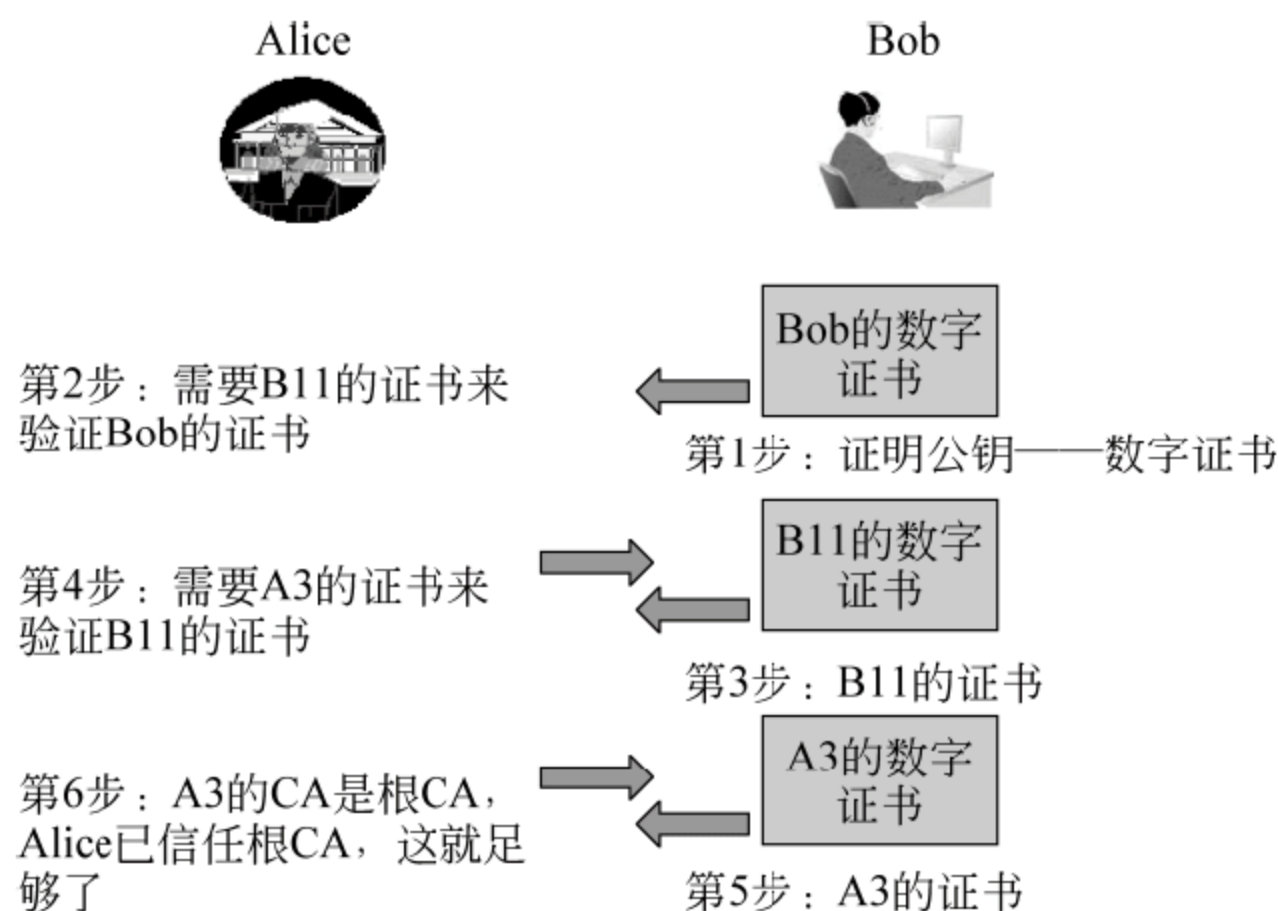 Alice
Bob
Bob的数字
证书
第1步：证明公钥——数字证书
第2步：需要B11的证书来
验证Bob的证书
B11的数字
证书
第3步：B11的证书
第4步：需要A3的证书来
验证B11的证书
A3的数字
证书
第5步：A3的证书
第6步：A3的CA是根CA，
Alice已信任根CA，这就足
够了